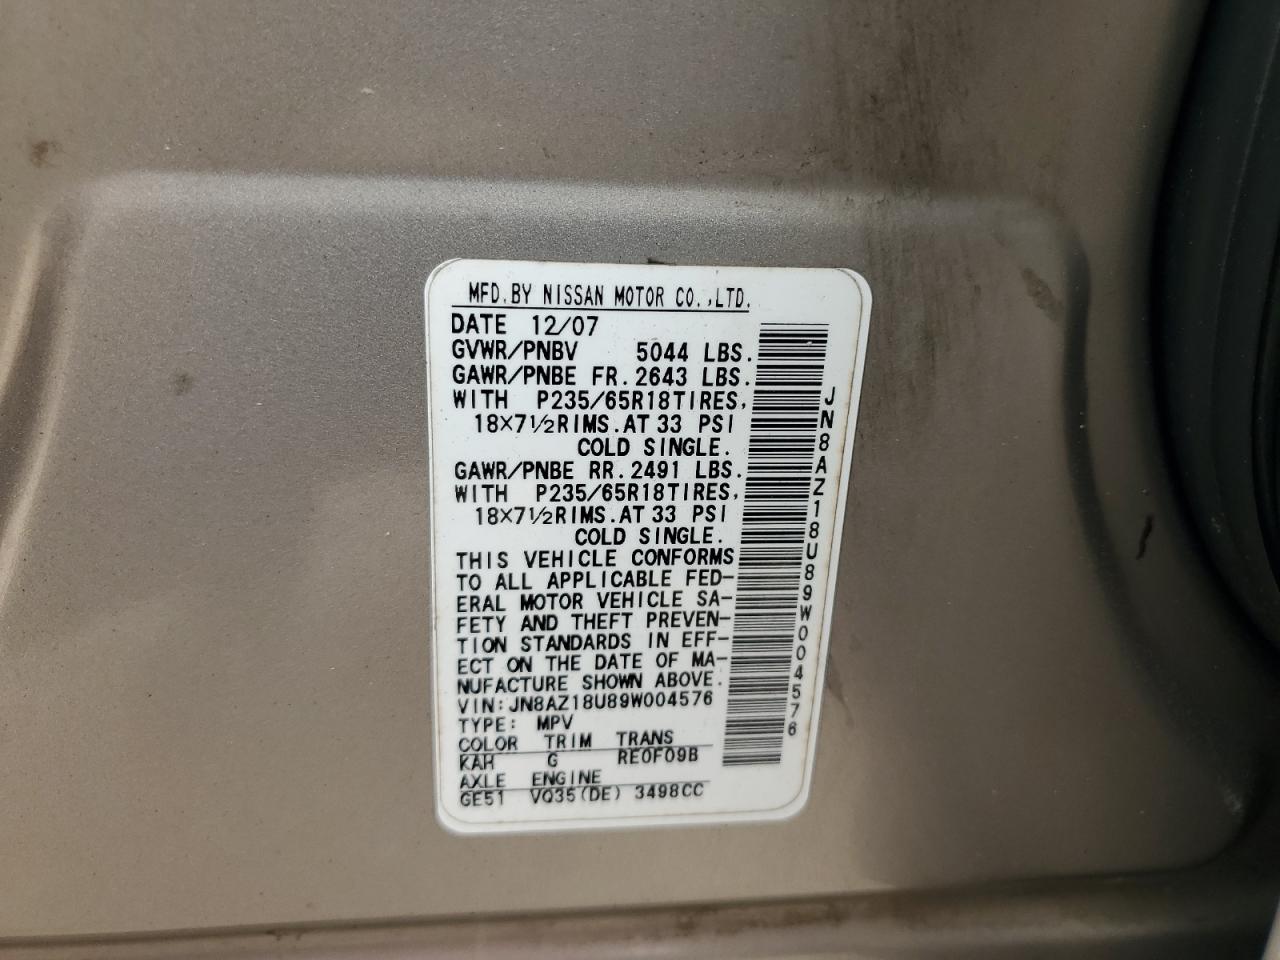 MFD.BY NISSAN MOTOR CO.,LTD.
DATE 12/07
GVWR/PNBV 5044 LBS.
GAWR/PNBE FR.2643 LBS.
WITH P235/65R18TIRES,
18×7½RIMS.AT 33 PSI
COLD SINGLE.
GAWR/PNBE RR.2491 LBS.
WITH P235/65R18TIRES,
18×7½RIMS.AT 33 PSI
COLD SINGLE.
THIS VEHICLE CONFORMS
TO ALL APPLICABLE FED-
ERAL MOTOR VEHICLE SA-
FETY AND THEFT PREVEN-
TION STANDARDS IN EFF-
ECT ON THE DATE OF MA-
NUFACTURE SHOWN ABOVE.
VIN:JN8AZ18U89W004576
TYPE: MPV
COLOR TRIM TRANS
KAH G RE0F09B
AXLE ENGINE
GE51 VQ35(DE) 3498CC
JN8AZ18U89W004576